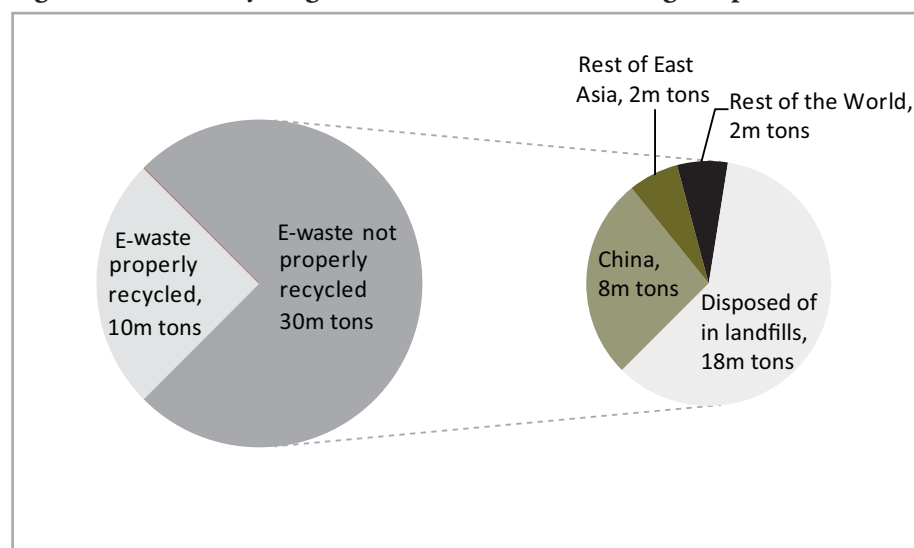 Rest of East
Asia, 2m tons
Rest of the World,
2m tons
E-waste
properly
recycled,
10m tons
E-waste not
properly
recycled
30m tons
China,
8m tons
Disposed of
in landfills,
18m tons